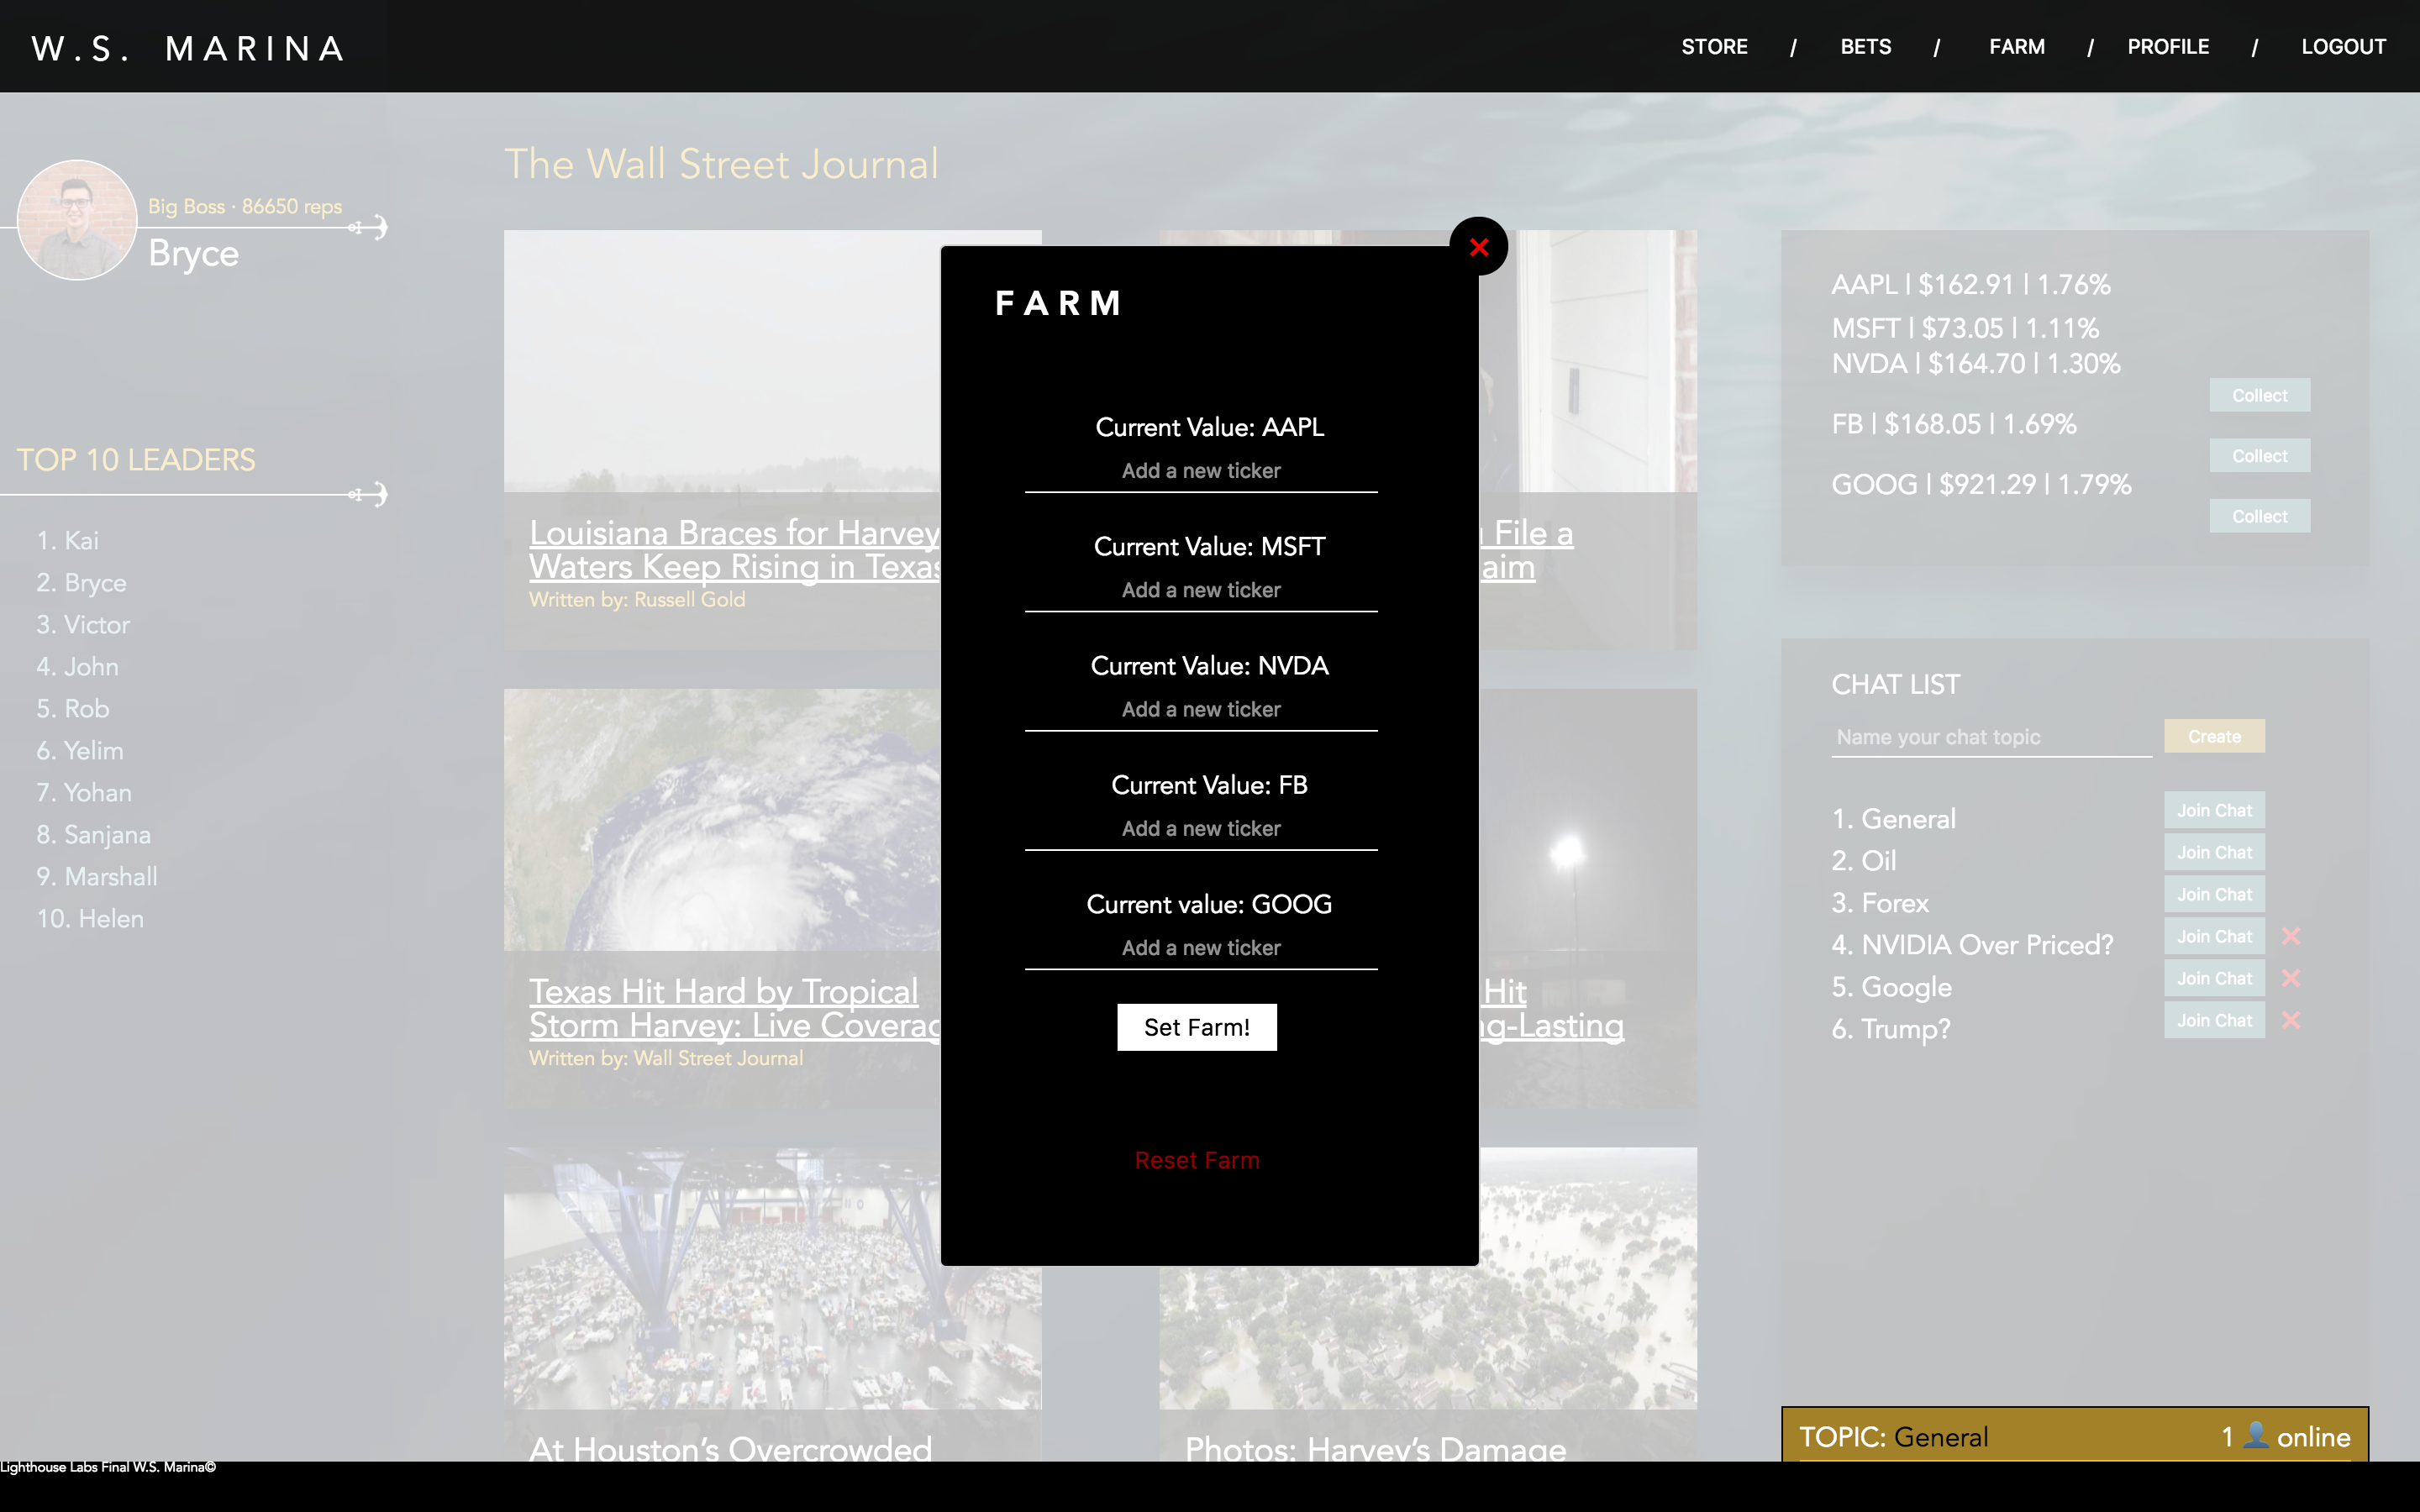 W.S. MARINA
STORE / BETS / FARM / PROFILE / LOGOUT
Big Boss · 86650 reps
Bryce
TOP 10 LEADERS
1. Kai
2. Bryce
3. Victor
4. John
5. Rob
6. Yelim
7. Yohan
8. Sanjana
9. Marshall
10. Helen
The Wall Street Journal
Louisiana Braces for Harvey
Waters Keep Rising in Texas
Written by: Russell Gold
File a
Texas Hit Hard by Tropical
Storm Harvey: Live
Written by: Wall Street Journal
Hit
-Lasting
At Houston's Overcrowded
Photos: Harvey's Damage
FARM
Current Value: AAPL
Add a new ticker
Current Value: MSFT
Add a new ticker
Current Value: NVDA
Add a new ticker
Current Value: FB
Add a new ticker
Current value: GOOG
Add a new ticker
Set Farm!
Reset Farm
AAPL | $162.91 | 1.76%
MSFT | $73.05 | 1.11%
NVDA | $164.70 | 1.30%
Collect
FB | $168.05 | 1.69%
Collect
GOOG | $921.29 | 1.79%
Collect
CHAT LIST
Name your chat topic
Create
1. General
Join Chat
2. Oil
Join Chat
3. Forex
Join Chat
4. NVIDIA Over Priced?
Join Chat
5. Google
Join Chat
6. Trump?
Join Chat
TOPIC: General
1 online
Lighthouse Labs Final W.S. Marina©